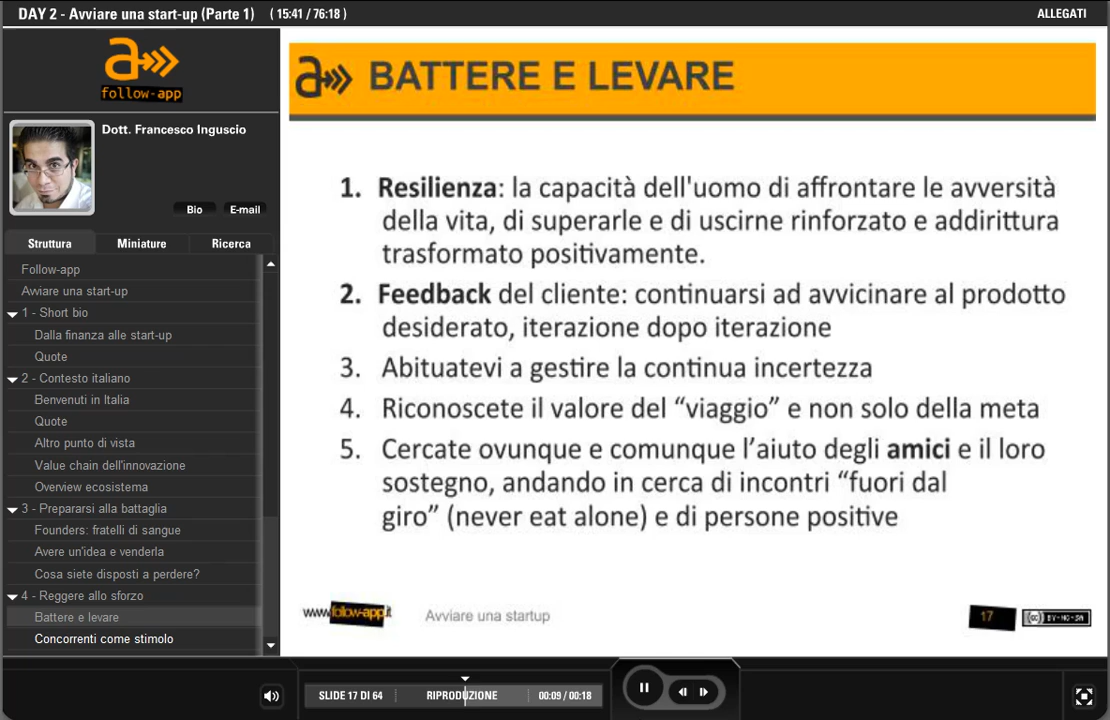 DAY 2 - Avviare una start-up (Parte 1) ( 15:41 / 76:18 )
ALLEGATI
a
follow-app
Dott. Francesco Inguscio
Bio E-mail
Struttura Miniature Ricerca
Follow-app
Avviare una start-up
1 - Short bio
Dalla finanza alle start-up
Quote
2 - Contesto italiano
Benvenuti in Italia
Quote
Altro punto di vista
Value chain dell'innovazione
Overview ecosistema
3 - Prepararsi alla battaglia
Founders: fratelli di sangue
Avere un'idea e venderla
Cosa siete disposti a perdere?
4 - Reggere allo sforzo
Battere e levare
Concorrenti come stimolo
a BATTERE E LEVARE
1. Resilienza: la capacità dell'uomo di affrontare le avversità
della vita, di superarle e di uscirne rinforzato e addirittura
trasformato positivamente.
2. Feedback del cliente: continuarsi ad avvicinare al prodotto
desiderato, iterazione dopo iterazione
3. Abituatevi a gestire la continua incertezza
4. Riconoscete il valore del “viaggio” e non solo della meta
5. Cercate ovunque e comunque l’aiuto degli amici e il loro
sostegno, andando in cerca di incontri “fuori dal
giro” (never eat alone) e di persone positive
www.follow-app.it
Avviare una startup
17
(cc) BY-NC-SA
SLIDE 17 DI 64
RIPRODUZIONE
00:09 / 00:18